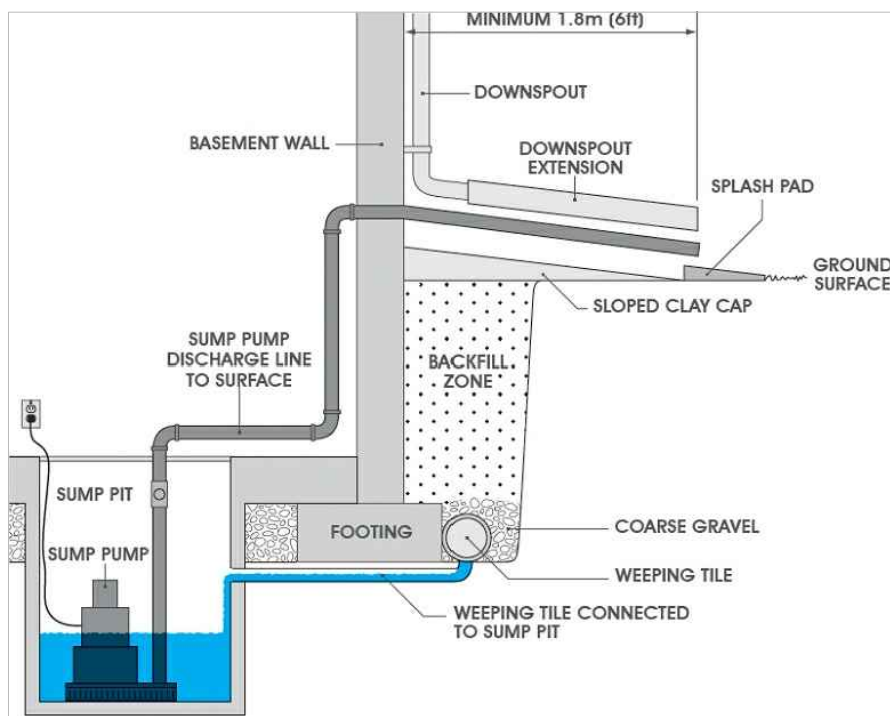 MINIMUM 1.8m (6ft)
DOWNSPOUT
BASEMENT WALL
DOWNSPOUT
EXTENSION
SPLASH PAD
GROUND
SURFACE
SLOPED CLAY CAP
SUMP PUMP
DISCHARGE LINE
TO SURFACE
BACKFILL
ZONE
SUMP PIT
SUMP PUMP
FOOTING
COARSE GRAVEL
WEEPING TILE
WEEPING TILE CONNECTED
TO SUMP PIT